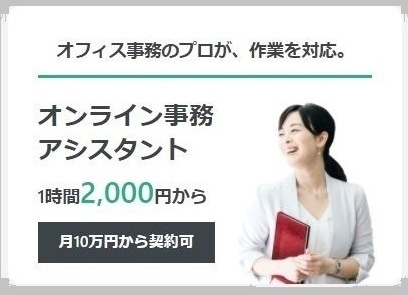 オフィス事務のプロが、作業を対応。
オンライン事務
アシスタント
1時間2,000円から
月10万円から契約可